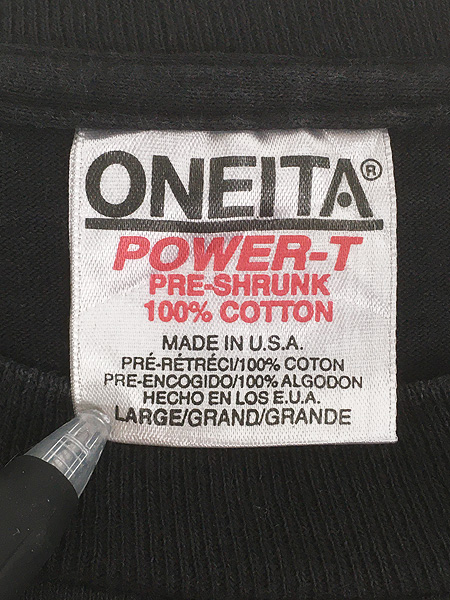 ONEITA®
POWER-T
PRE-SHRUNK
100% COTTON
MADE IN U.S.A.
PRÉ-RÉTRÉCI/100% COTON
PRE-ENCOGIDO/100% ALGODON
HECHO EN LOS E.U.A.
LARGE/GRAND/GRANDE